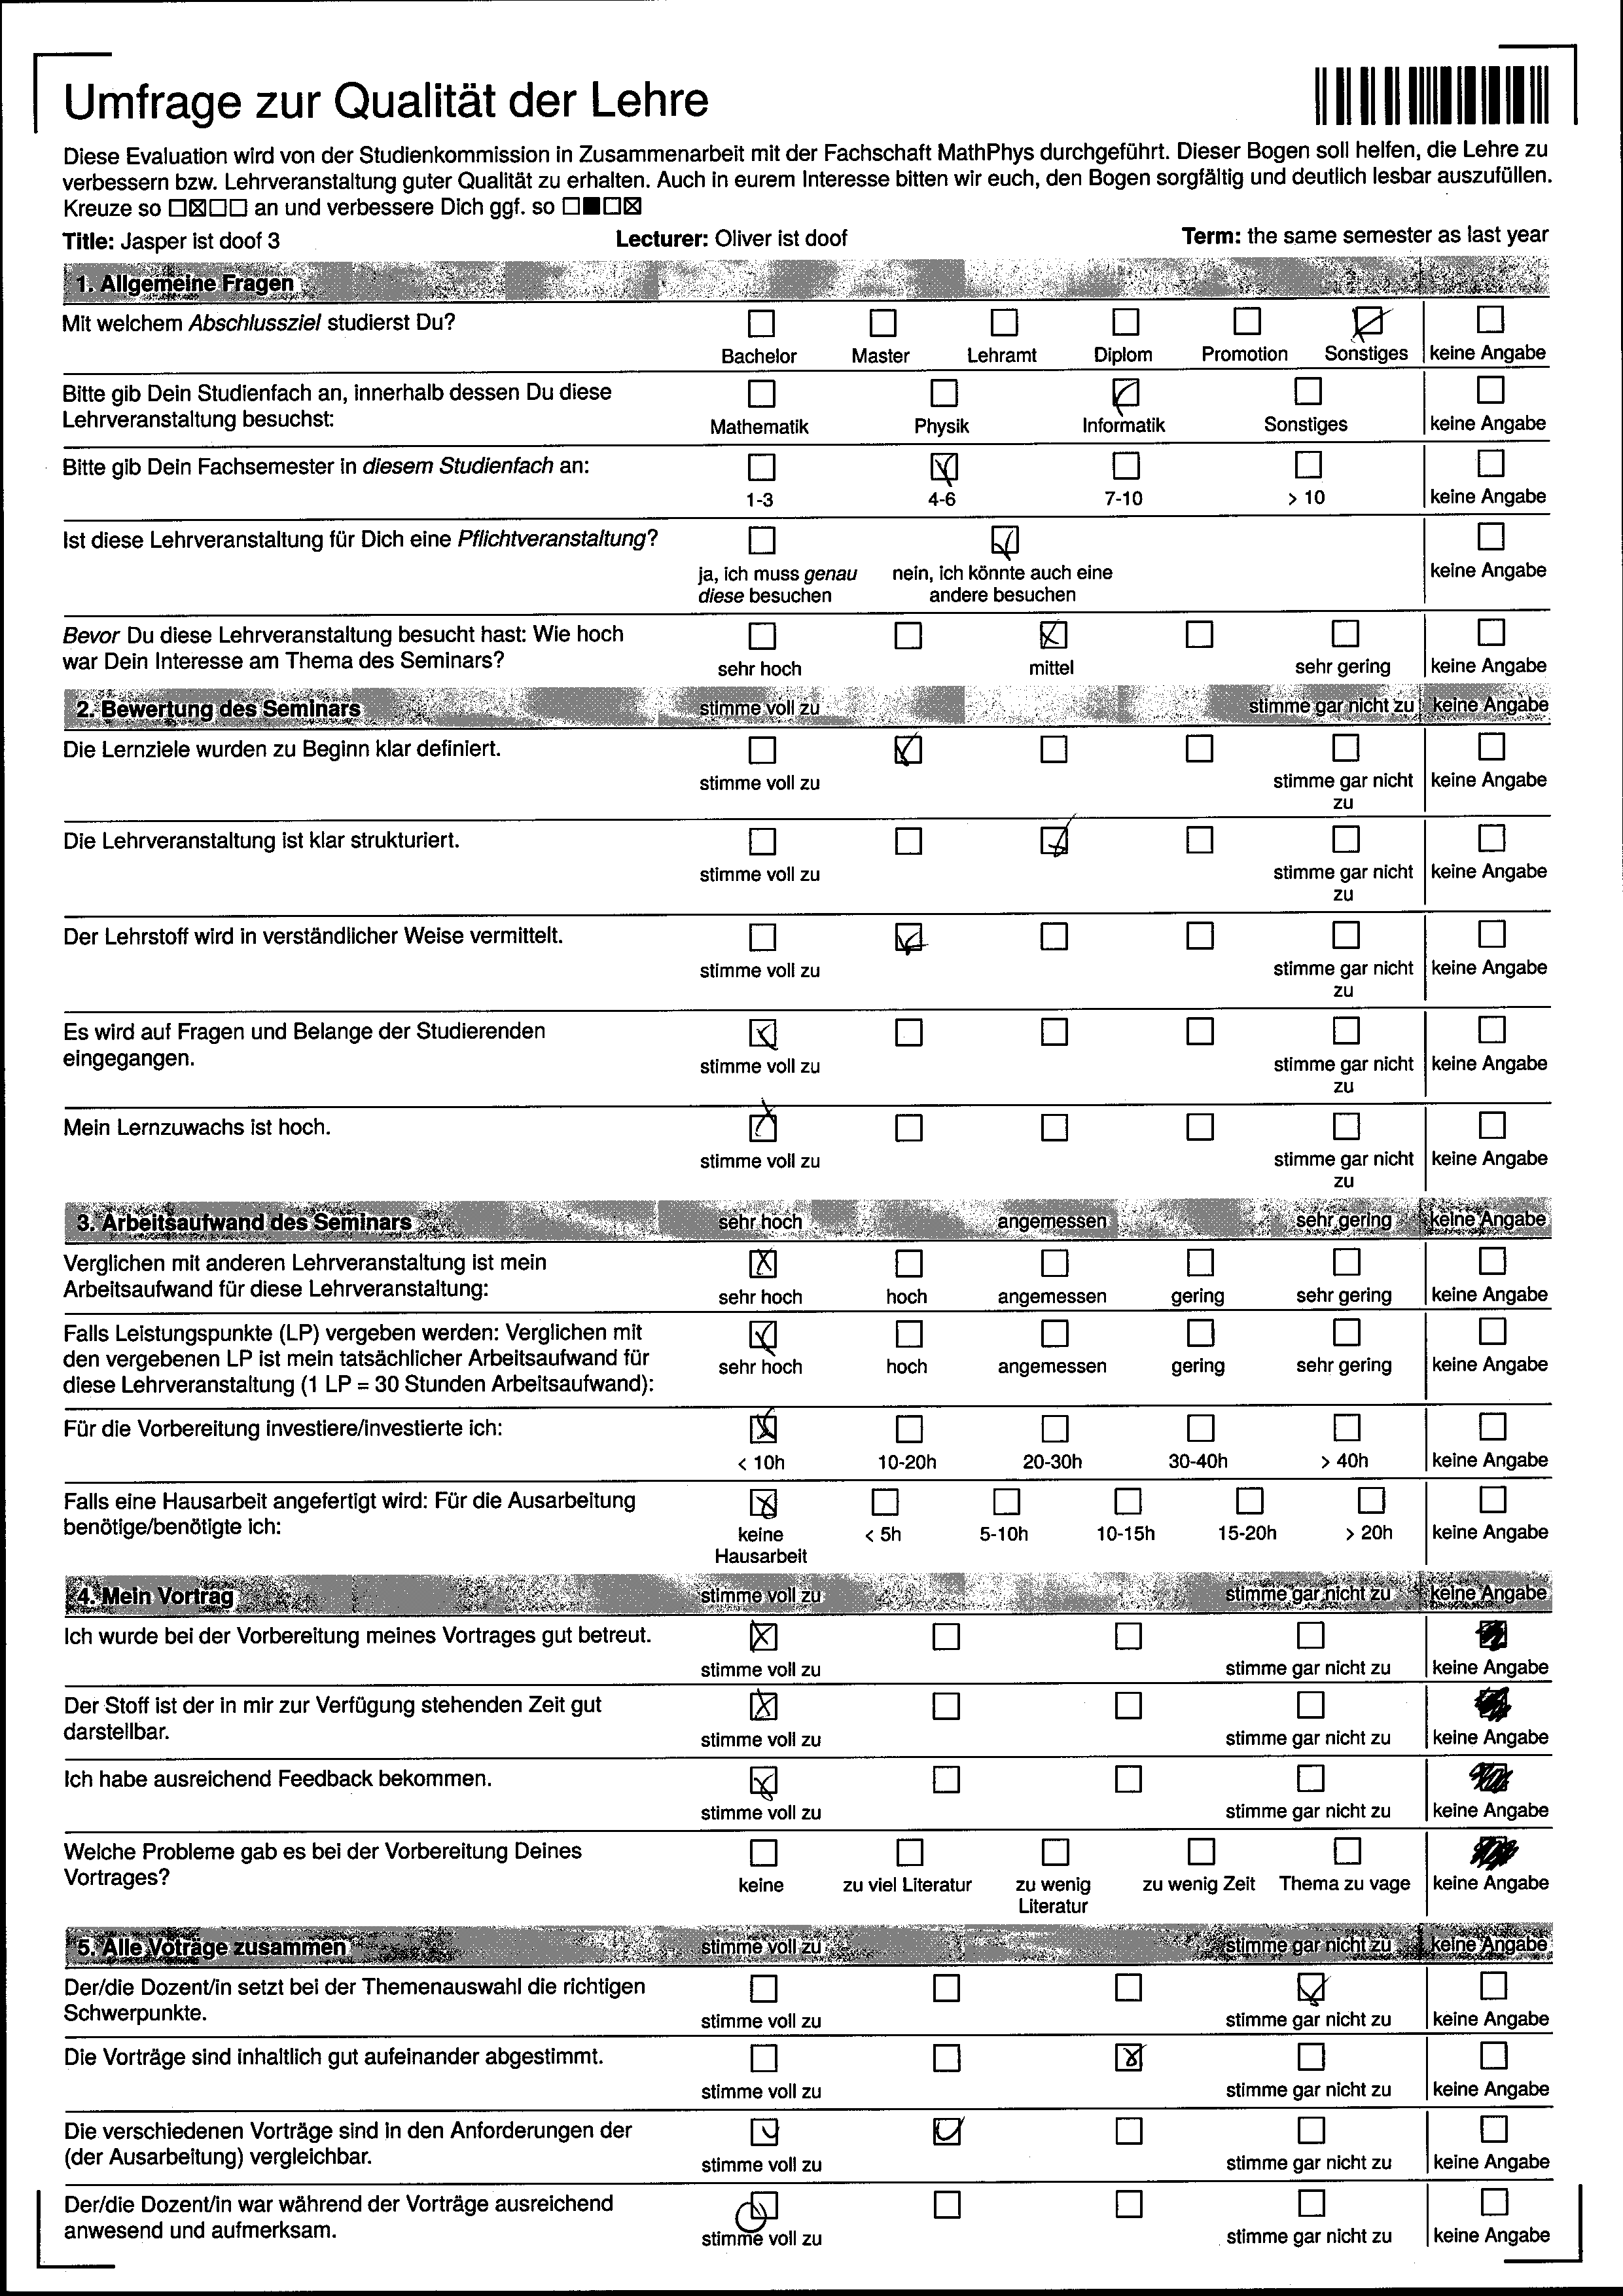 Umfrage zur Qualität der Lehre
Diese Evaluation wird von der Studienkommission in Zusammenarbeit mit der Fachschaft MathPhys durchgeführt. Dieser Bogen soll helfen, die Lehre zu
verbessern bzw. Lehrveranstaltung guter Qualität zu erhalten. Auch in eurem Interesse bitten wir euch, den Bogen sorgfältig und deutlich lesbar auszufüllen.
Kreuze so ☐☒☐☐ an und verbessere Dich ggf. so ☐■☐☒
Title: Jasper ist doof 3 Lecturer: Oliver ist doof Term: the same semester as last year
1. Allgemeine Fragen
Mit welchem Abschlussziel studierst Du?
Bachelor Master Lehramt Diplom Promotion Sonstiges keine Angabe
Bitte gib Dein Studienfach an, innerhalb dessen Du diese
Lehrveranstaltung besuchst:
Mathematik Physik Informatik Sonstiges keine Angabe
Bitte gib Dein Fachsemester in diesem Studienfach an:
1-3 4-6 7-10 > 10 keine Angabe
Ist diese Lehrveranstaltung für Dich eine Pflichtveranstaltung?
ja, ich muss genau nein, ich könnte auch eine keine Angabe
diese besuchen andere besuchen
Bevor Du diese Lehrveranstaltung besucht hast: Wie hoch
war Dein Interesse am Thema des Seminars?
sehr hoch mittel sehr gering keine Angabe
2. Bewertung des Seminars stimme voll zu stimme gar nicht zu keine Angabe
Die Lernziele wurden zu Beginn klar definiert.
stimme voll zu stimme gar nicht keine Angabe
zu
Die Lehrveranstaltung ist klar strukturiert.
stimme voll zu stimme gar nicht keine Angabe
zu
Der Lehrstoff wird in verständlicher Weise vermittelt.
stimme voll zu stimme gar nicht keine Angabe
zu
Es wird auf Fragen und Belange der Studierenden
eingegangen.
stimme voll zu stimme gar nicht keine Angabe
zu
Mein Lernzuwachs ist hoch.
stimme voll zu stimme gar nicht keine Angabe
zu
3. Arbeitsaufwand des Seminars sehr hoch angemessen sehr gering keine Angabe
Verglichen mit anderen Lehrveranstaltung ist mein
Arbeitsaufwand für diese Lehrveranstaltung:
sehr hoch hoch angemessen gering sehr gering keine Angabe
Falls Leistungspunkte (LP) vergeben werden: Verglichen mit
den vergebenen LP ist mein tatsächlicher Arbeitsaufwand für
diese Lehrveranstaltung (1 LP = 30 Stunden Arbeitsaufwand):
sehr hoch hoch angemessen gering sehr gering keine Angabe
Für die Vorbereitung investiere/investierte ich:
< 10h 10-20h 20-30h 30-40h > 40h keine Angabe
Falls eine Hausarbeit angefertigt wird: Für die Ausarbeitung
benötige/benötigte ich:
keine < 5h 5-10h 10-15h 15-20h > 20h keine Angabe
Hausarbeit
4. Mein Vortrag stimme voll zu stimme gar nicht zu keine Angabe
Ich wurde bei der Vorbereitung meines Vortrages gut betreut.
stimme voll zu stimme gar nicht zu keine Angabe
Der Stoff ist der in mir zur Verfügung stehenden Zeit gut
darstellbar.
stimme voll zu stimme gar nicht zu keine Angabe
Ich habe ausreichend Feedback bekommen.
stimme voll zu stimme gar nicht zu keine Angabe
Welche Probleme gab es bei der Vorbereitung Deines
Vortrages?
keine zu viel Literatur zu wenig zu wenig Zeit Thema zu vage keine Angabe
Literatur
5. Alle Voträge zusammen stimme voll zu stimme gar nicht zu keine Angabe
Der/die Dozent/in setzt bei der Themenauswahl die richtigen
Schwerpunkte.
stimme voll zu stimme gar nicht zu keine Angabe
Die Vorträge sind inhaltlich gut aufeinander abgestimmt.
stimme voll zu stimme gar nicht zu keine Angabe
Die verschiedenen Vorträge sind in den Anforderungen der
(der Ausarbeitung) vergleichbar.
stimme voll zu stimme gar nicht zu keine Angabe
Der/die Dozent/in war während der Vorträge ausreichend
anwesend und aufmerksam.
stimme voll zu stimme gar nicht zu keine Angabe